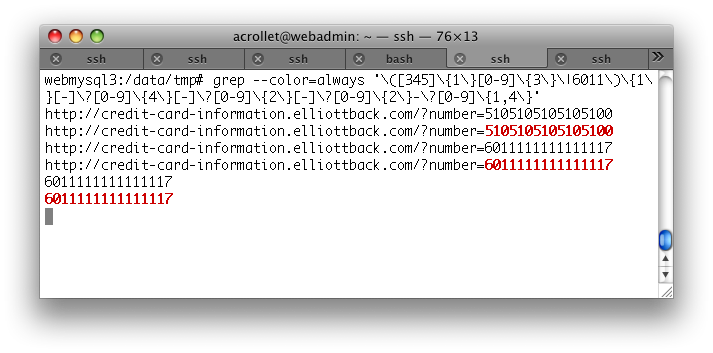 acrollet@webadmin: ~ — ssh — 76×13
ssh ssh ssh bash ssh ssh »
webmysql3:/data/tmp# grep --color=always '\([345]\{1\}[0-9]\{3\}\|6011\)\{1\
}[-]\?[0-9]\{4\}[-]\?[0-9]\{2\}[-]\?[0-9]\{2\}-\?[0-9]\{1,4\}'
http://credit-card-information.elliottback.com/?number=5105105105105100
http://credit-card-information.elliottback.com/?number=5105105105105100
http://credit-card-information.elliottback.com/?number=6011111111111117
http://credit-card-information.elliottback.com/?number=6011111111111117
6011111111111117
6011111111111117